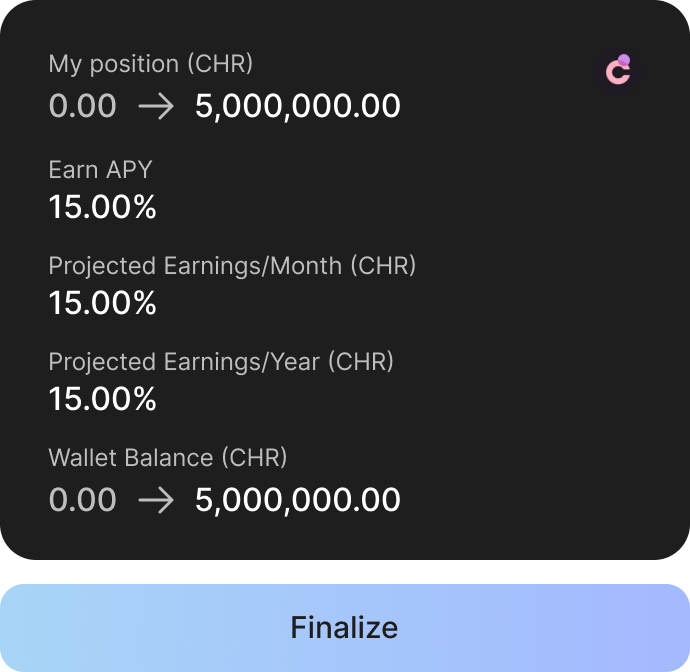 My position (CHR)
0.00 → 5,000,000.00
Earn APY
15.00%
Projected Earnings/Month (CHR)
15.00%
Projected Earnings/Year (CHR)
15.00%
Wallet Balance (CHR)
0.00 → 5,000,000.00
Finalize